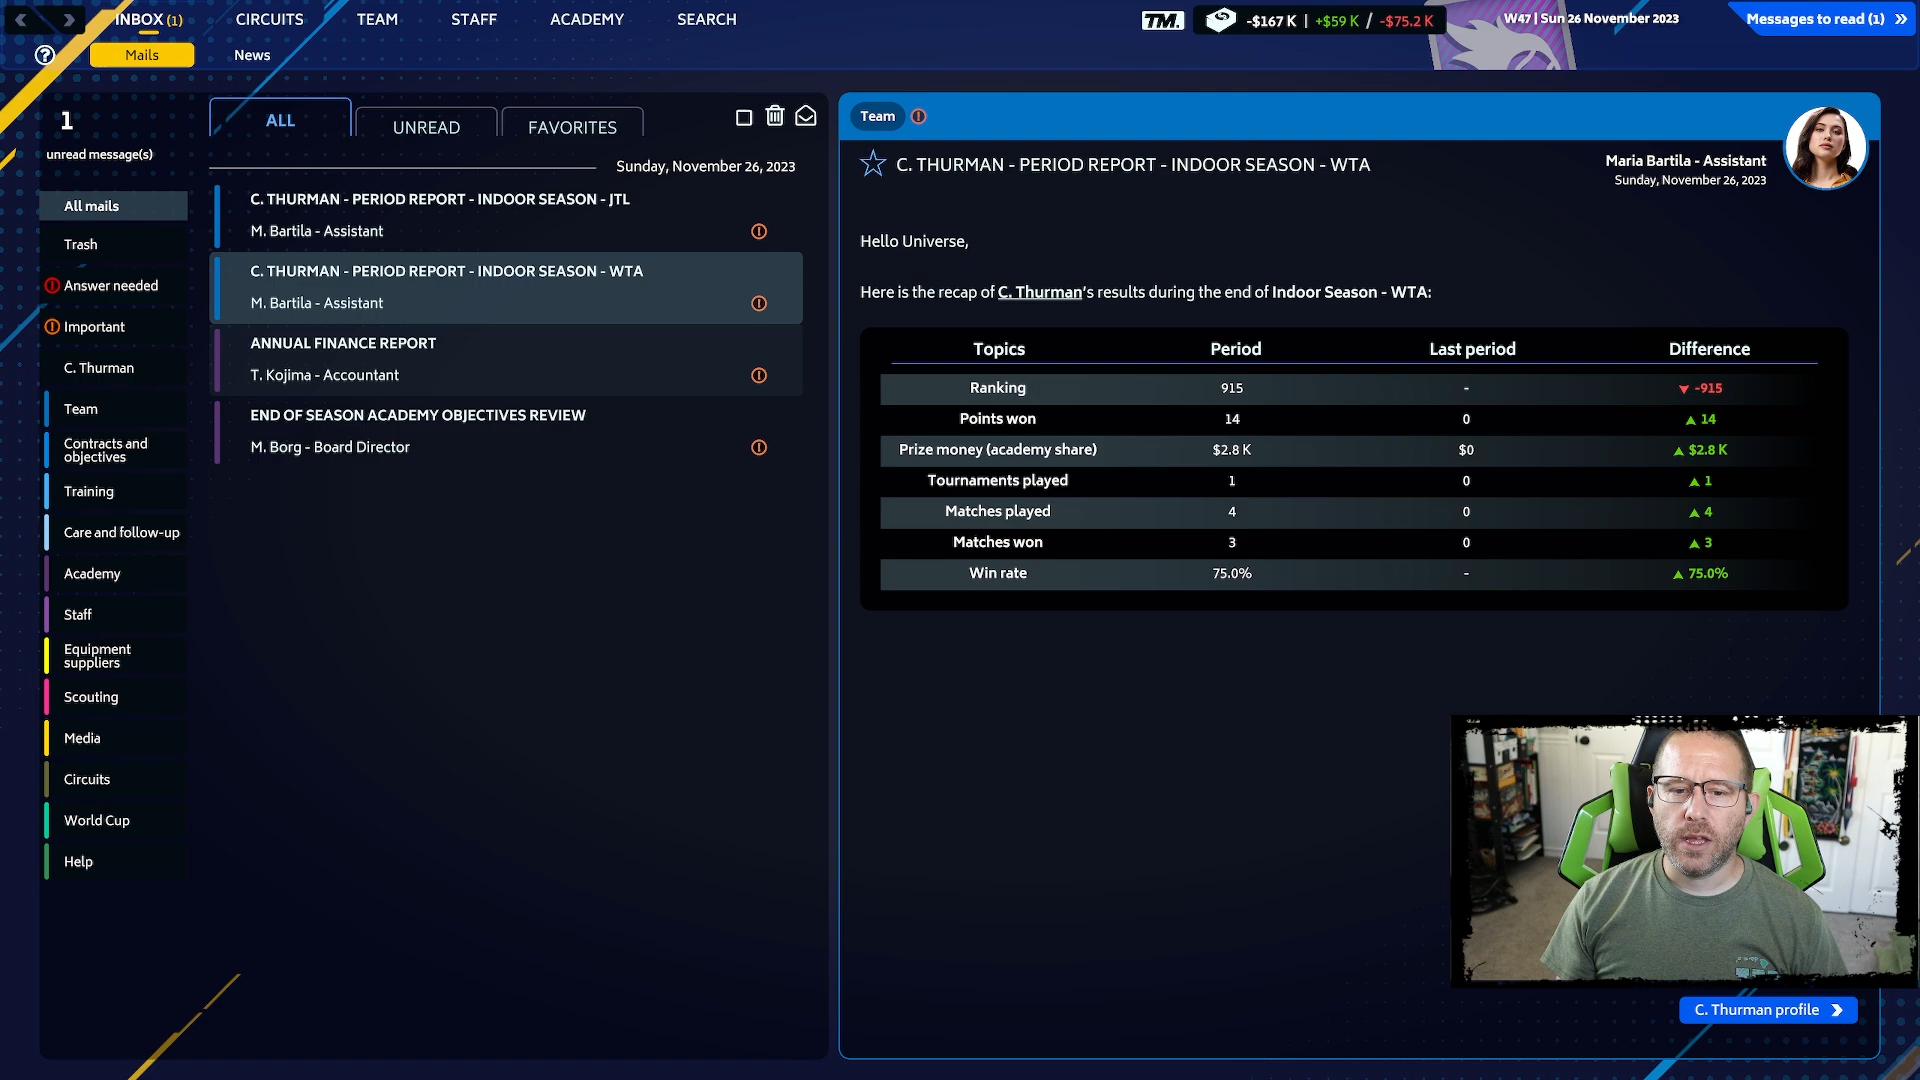 INBOX (1)
CIRCUITS
TEAM
STAFF
ACADEMY
SEARCH
TM.
-$167 K | +$59 K / -$75.2 K
W47 | Sun 26 November 2023
Messages to read (1)
Mails
News
1
unread message(s)
All mails
Trash
Answer needed
Important
C. Thurman
Team
Contracts and
objectives
Training
Care and follow-up
Academy
Staff
Equipment
suppliers
Scouting
Media
Circuits
World Cup
Help
ALL
UNREAD
FAVORITES
Sunday, November 26, 2023
C. THURMAN - PERIOD REPORT - INDOOR SEASON - JTL
M. Bartila - Assistant
C. THURMAN - PERIOD REPORT - INDOOR SEASON - WTA
M. Bartila - Assistant
ANNUAL FINANCE REPORT
T. Kojima - Accountant
END OF SEASON ACADEMY OBJECTIVES REVIEW
M. Borg - Board Director
Team
C. THURMAN - PERIOD REPORT - INDOOR SEASON - WTA
Maria Bartila - Assistant
Sunday, November 26, 2023
Hello Universe,
Here is the recap of C. Thurman's results during the end of Indoor Season - WTA:
Topics Period Last period Difference
Ranking 915 - -915
Points won 14 0 14
Prize money (academy share) $2.8 K $0 $2.8 K
Tournaments played 1 0 1
Matches played 4 0 4
Matches won 3 0 3
Win rate 75.0% - 75.0%
C. Thurman profile